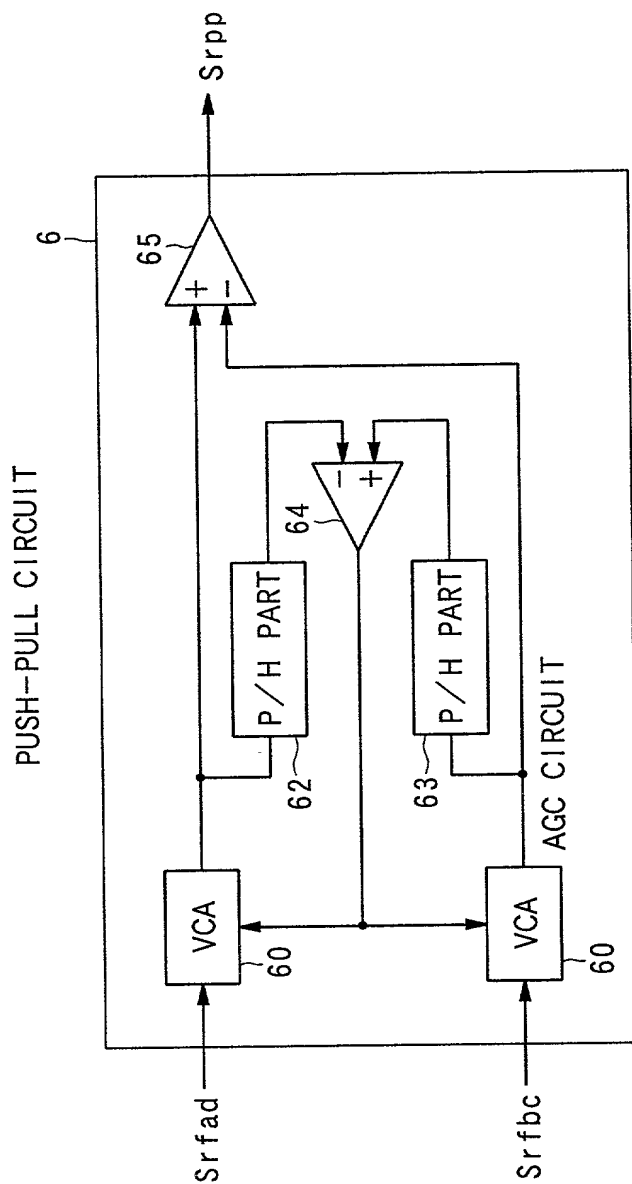 PUSH-PULL CIRCUIT
6
Srfad
VCA
60
P/H PART
62
64
-
+
65
+
-
Srpp
P/H PART
63
AGC CIRCUIT
Srfbc
VCA
60